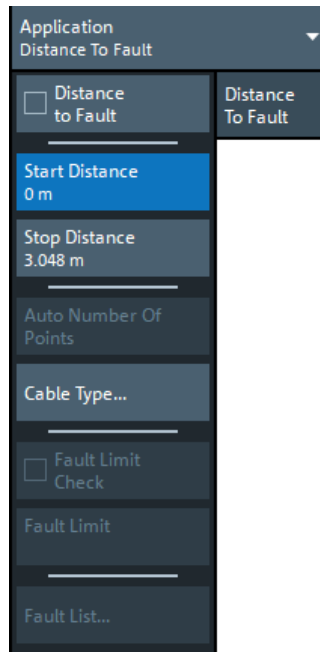 Application
Distance To Fault
Distance
to Fault
Distance
To Fault
Start Distance
0 m
Stop Distance
3.048 m
Auto Number Of
Points
Cable Type...
Fault Limit
Check
Fault Limit
Fault List...